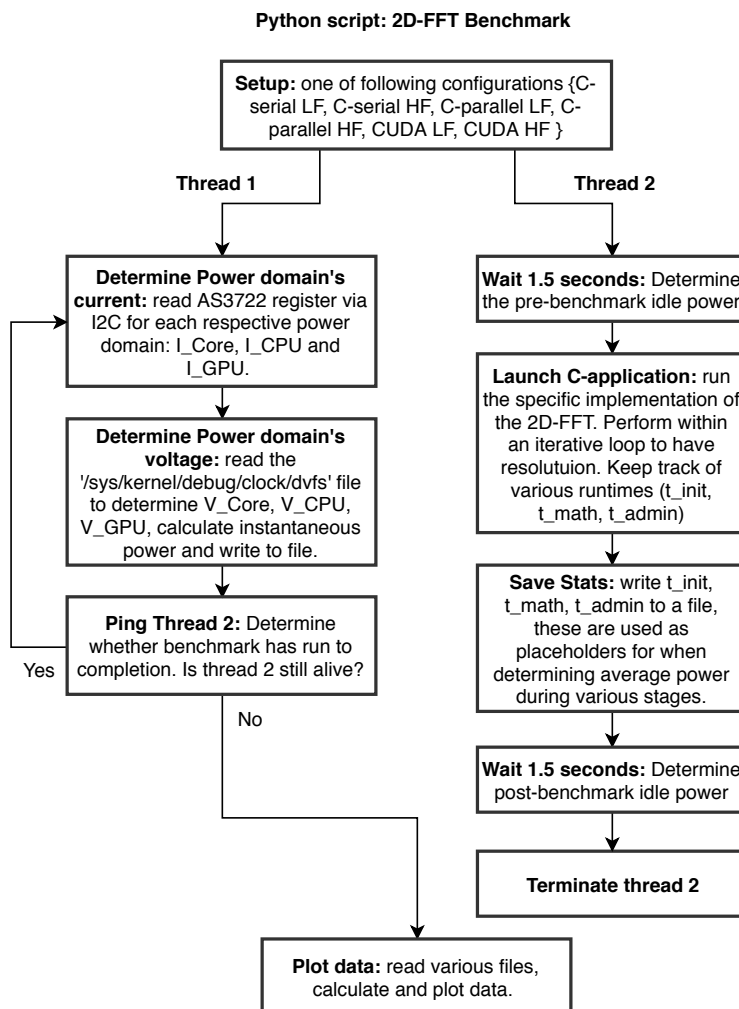 Python script: 2D-FFT Benchmark
Setup: one of following configurations {C-
serial LF, C-serial HF, C-parallel LF, C-
parallel HF, CUDA LF, CUDA HF }
Thread 1
Thread 2
Determine Power domain's
current: read AS3722 register via
I2C for each respective power
domain: I_Core, I_CPU and
I_GPU.
Determine Power domain's
voltage: read the
'/sys/kernel/debug/clock/dvfs' file
to determine V_Core, V_CPU,
V_GPU, calculate instantaneous
power and write to file.
Ping Thread 2: Determine
whether benchmark has run to
completion. Is thread 2 still alive?
Yes
No
Wait 1.5 seconds: Determine
the pre-benchmark idle power
Launch C-application: run
the specific implementation of
the 2D-FFT. Perform within
an iterative loop to have
resolutuion. Keep track of
various runtimes (t_init,
t_math, t_admin)
Save Stats: write t_init,
t_math, t_admin to a file,
these are used as
placeholders for when
determining average power
during various stages.
Wait 1.5 seconds: Determine
post-benchmark idle power
Terminate thread 2
Plot data: read various files,
calculate and plot data.